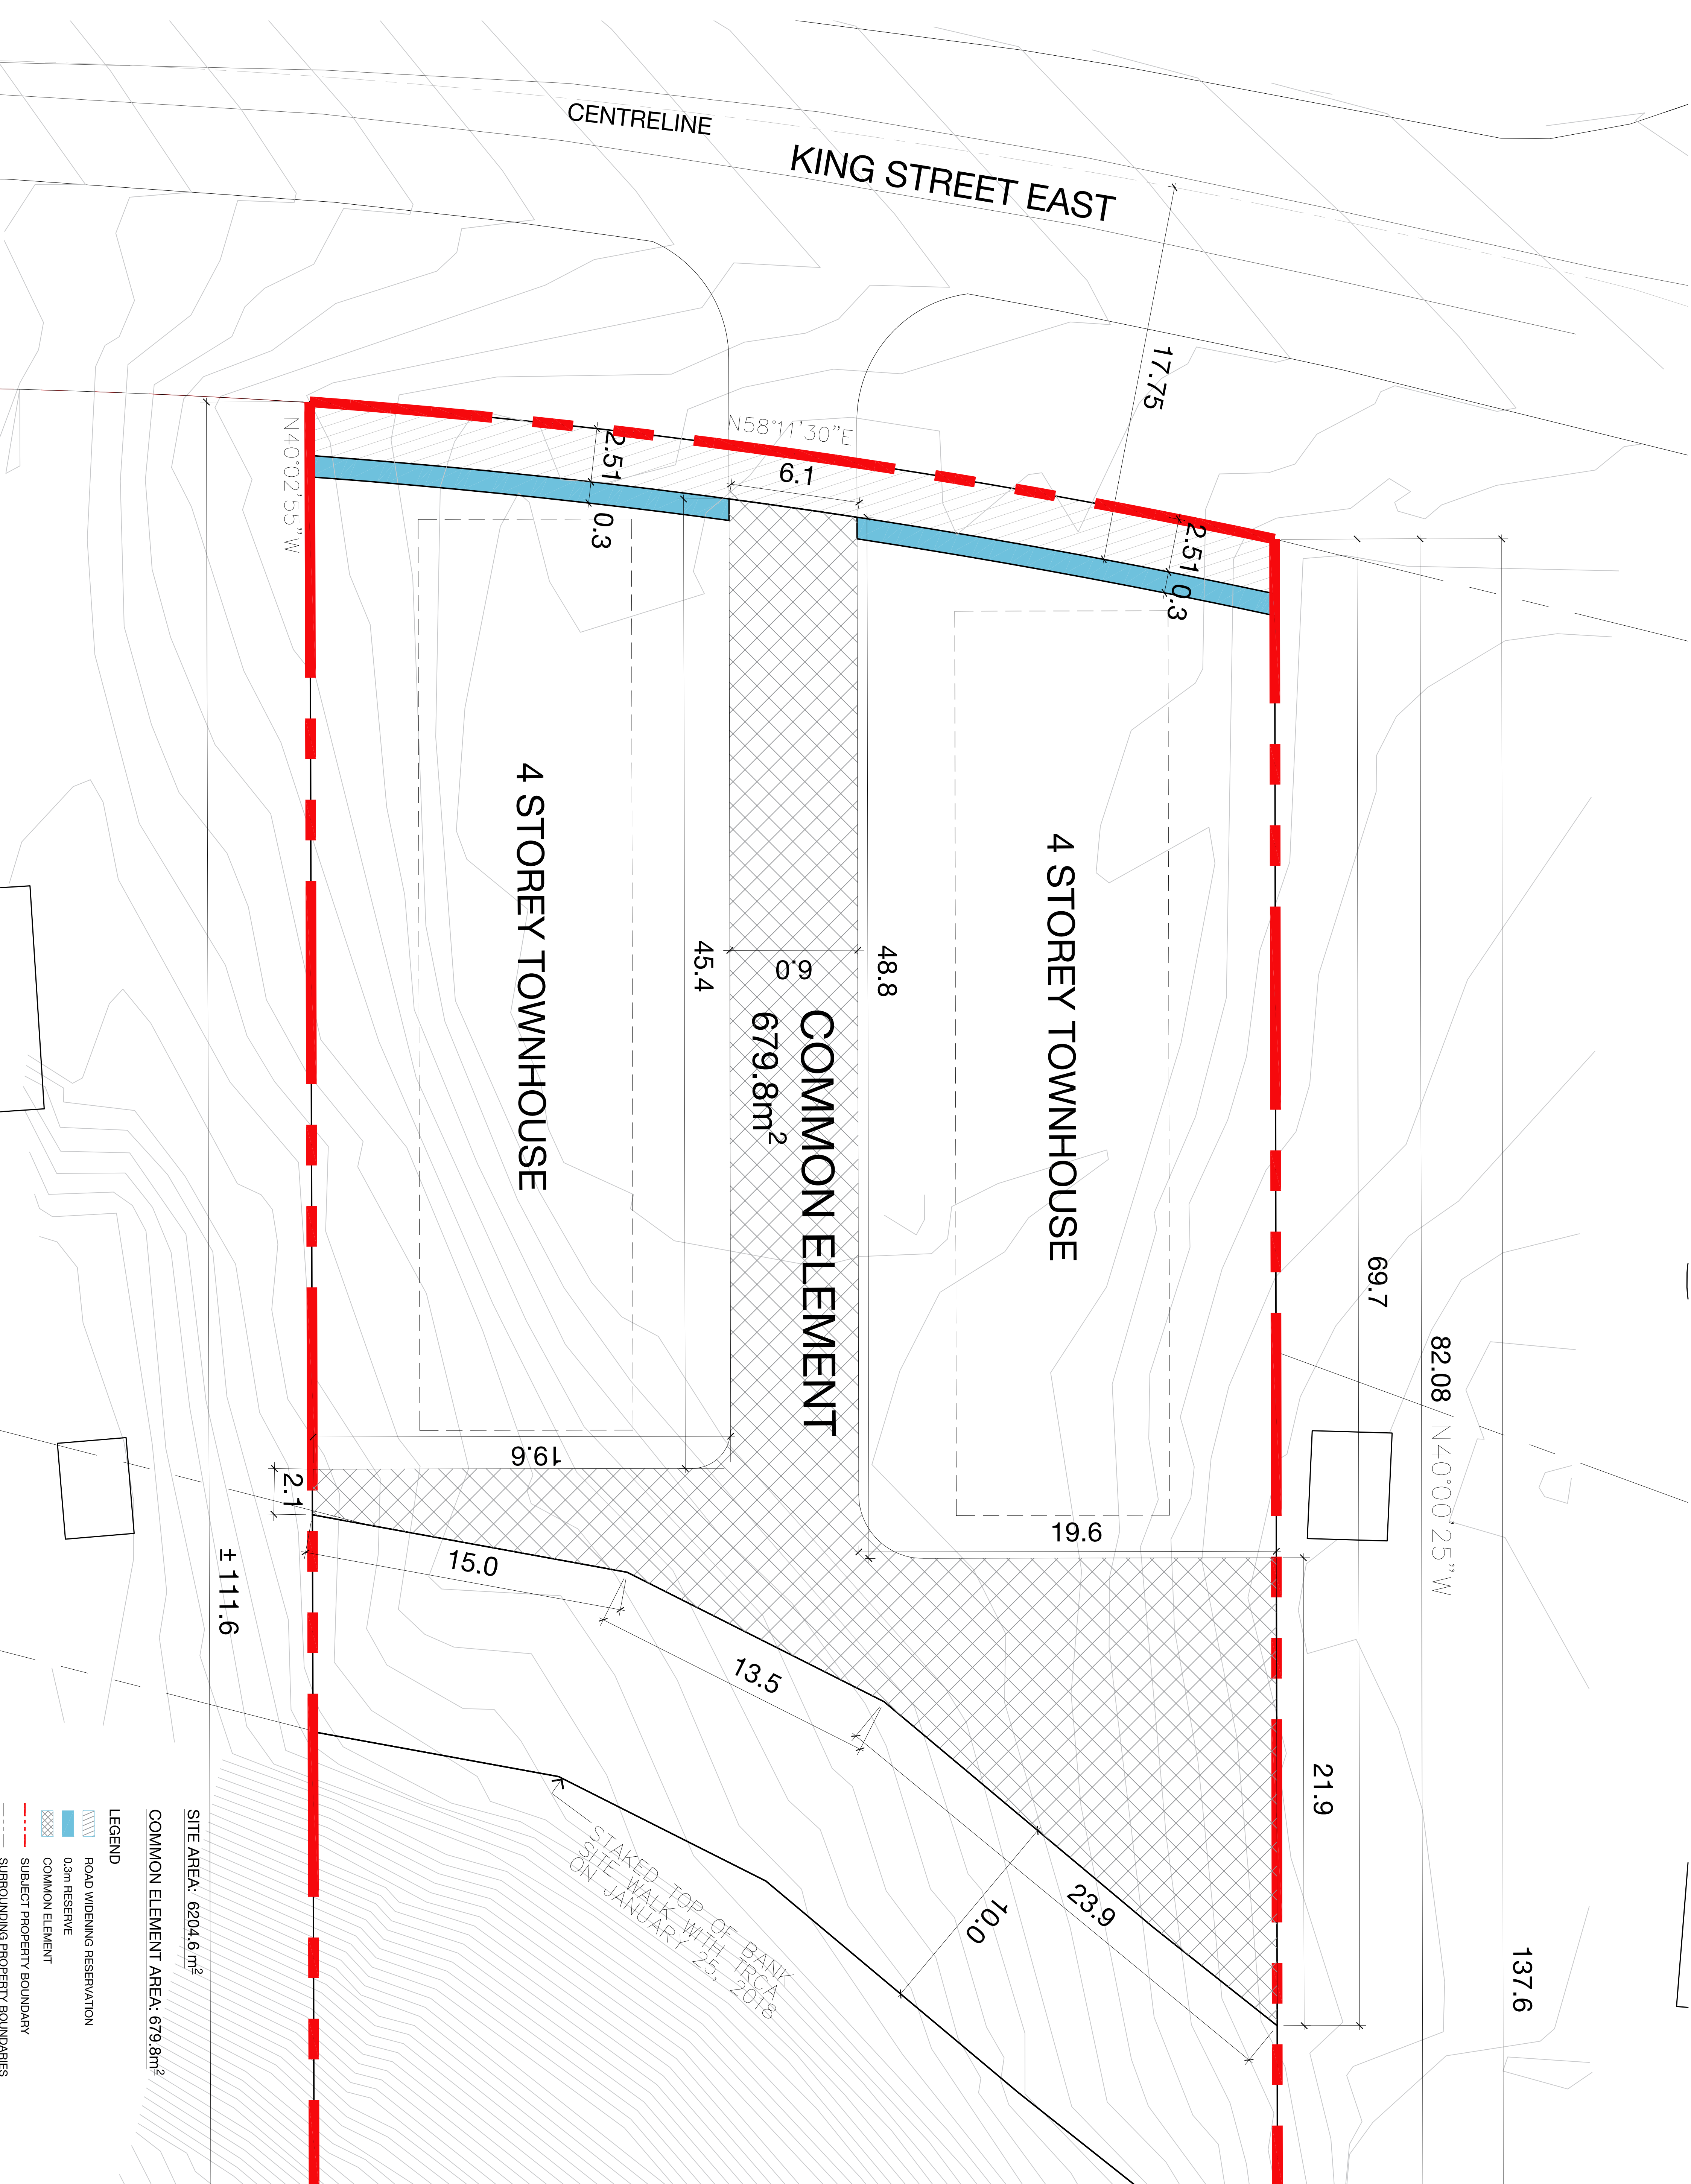 CENTRELINE
KING STREET EAST
17.75
N58°11'30"E
N40°02'55"W
2.51
0.3
6.1
2.51
0.3
4 STOREY TOWNHOUSE
4 STOREY TOWNHOUSE
45.4
48.8
6.0
COMMON ELEMENT
679.8m²
69.7
82.08
N40°00'25"W
137.6
19.6
19.6
2.1
±111.6
15.0
13.5
23.9
10.0
21.9
STAKED TOP OF BANK
SITE WALK WITH TRCA
ON JANUARY 25, 2018
SITE AREA: 6204.6 m²
COMMON ELEMENT AREA: 679.8m²
LEGEND
ROAD WIDENING RESERVATION
0.3m RESERVE
COMMON ELEMENT
SUBJECT PROPERTY BOUNDARY
SURROUNDING PROPERTY BOUNDARIES